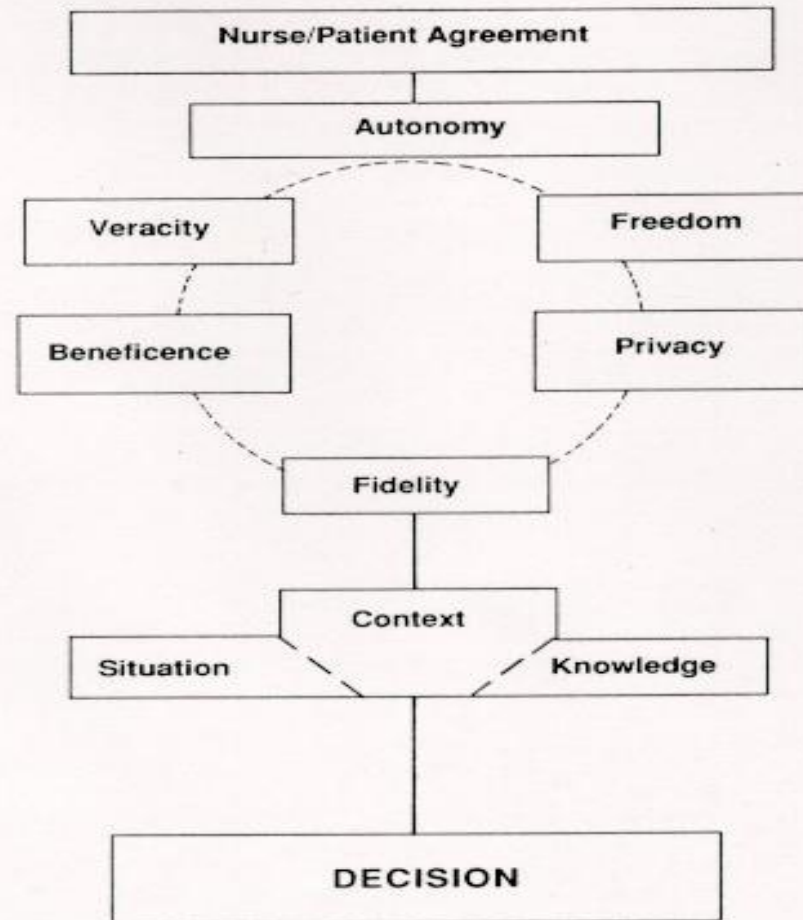 Nurse/Patient Agreement
Autonomy
Veracity
Freedom
Beneficence
Privacy
Fidelity
Context
Situation
Knowledge
DECISION